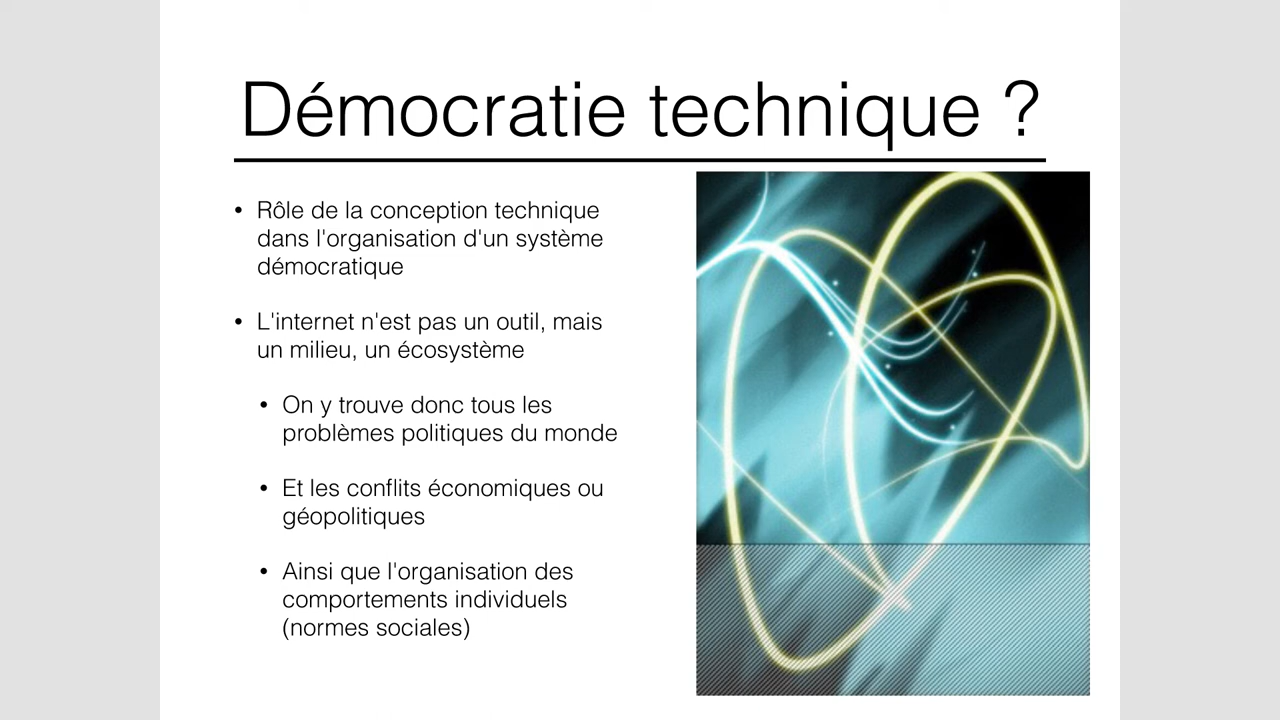 Démocratie technique ?
• Rôle de la conception technique
dans l'organisation d'un système
démocratique
• L'internet n'est pas un outil, mais
un milieu, un écosystème
• On y trouve donc tous les
problèmes politiques du monde
• Et les conflits économiques ou
géopolitiques
• Ainsi que l'organisation des
comportements individuels
(normes sociales)